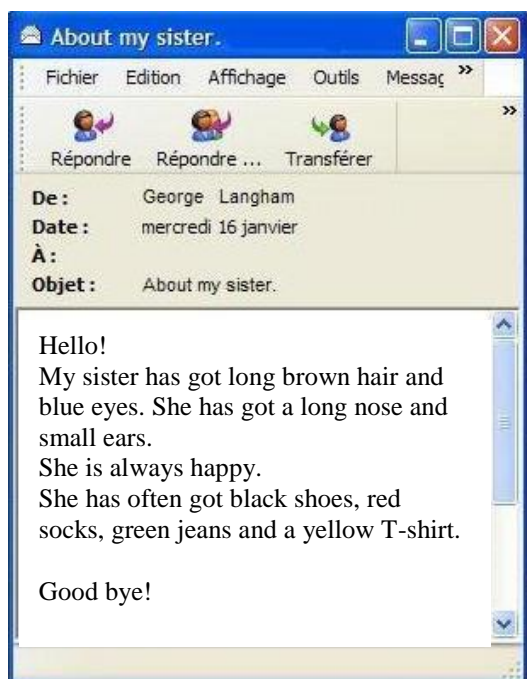 About my sister.
Fichier Edition Affichage Outils Messaç »
Répondre Répondre ... Transférer »
De : George Langham
Date : mercredi 16 janvier
À :
Objet : About my sister.
Hello!
My sister has got long brown hair and
blue eyes. She has got a long nose and
small ears.
She is always happy.
She has often got black shoes, red
socks, green jeans and a yellow T-shirt.
Good bye!